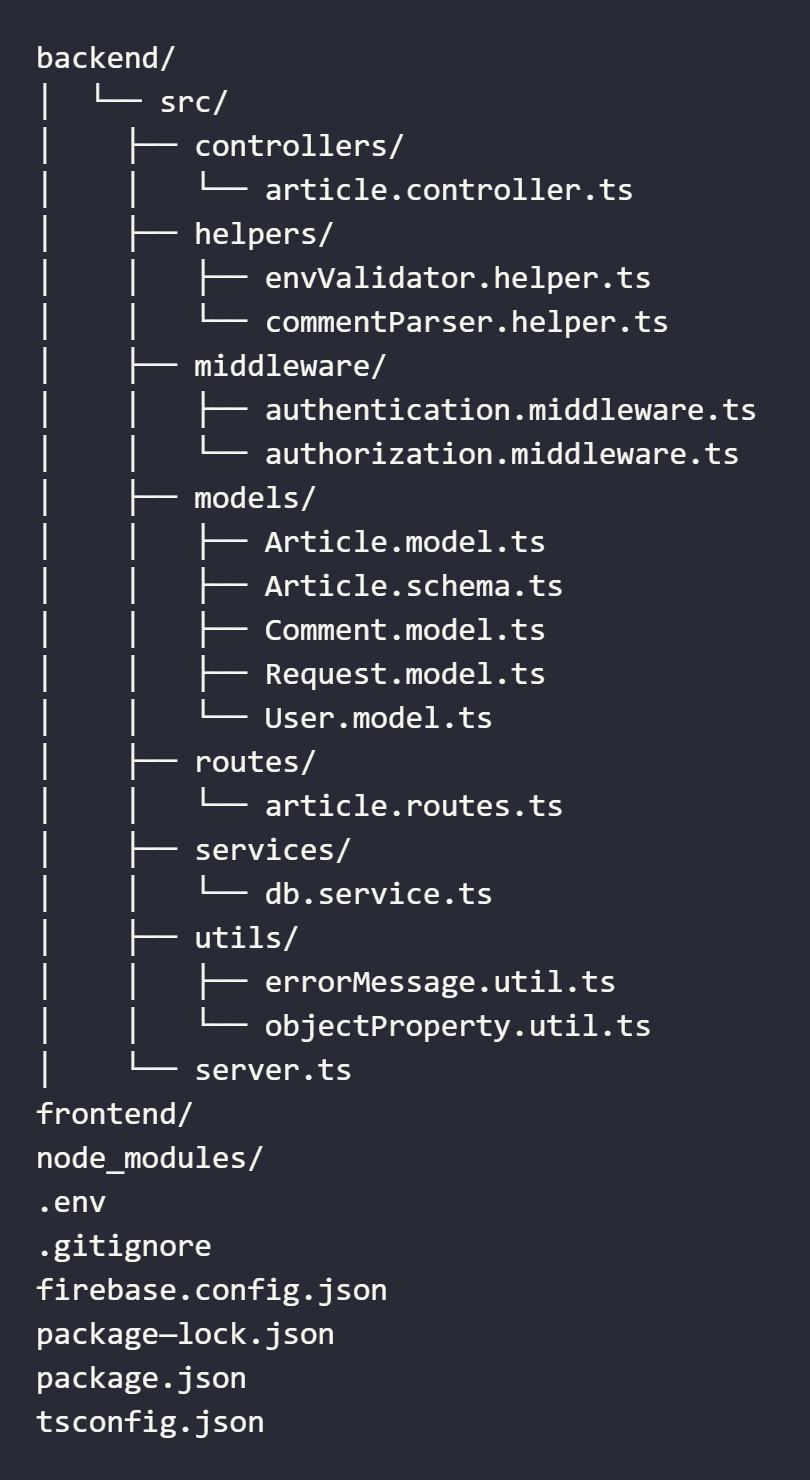 backend/
│  └── src/
│    ├── controllers/
│    │   └── article.controller.ts
│    ├── helpers/
│    │   ├── envValidator.helper.ts
│    │   └── commentParser.helper.ts
│    ├── middleware/
│    │   ├── authentication.middleware.ts
│    │   └── authorization.middleware.ts
│    ├── models/
│    │   ├── Article.model.ts
│    │   ├── Article.schema.ts
│    │   ├── Comment.model.ts
│    │   ├── Request.model.ts
│    │   └── User.model.ts
│    ├── routes/
│    │   └── article.routes.ts
│    ├── services/
│    │   └── db.service.ts
│    ├── utils/
│    │   ├── errorMessage.util.ts
│    │   └── objectProperty.util.ts
│    └── server.ts
frontend/
node_modules/
.env
.gitignore
firebase.config.json
package–lock.json
package.json
tsconfig.json